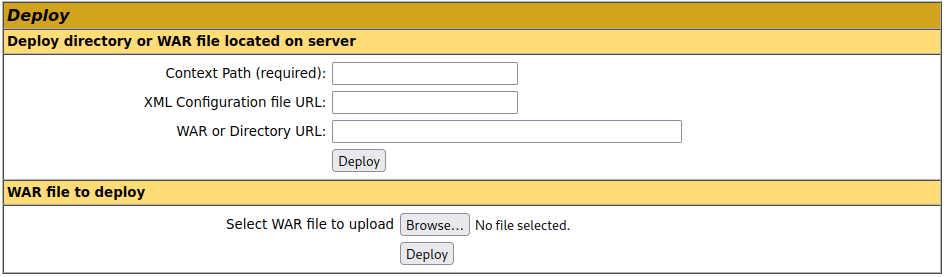 Deploy
Deploy directory or WAR file located on server
Context Path (required):
XML Configuration file URL:
WAR or Directory URL:
Deploy
WAR file to deploy
Select WAR file to upload Browse... No file selected.
Deploy